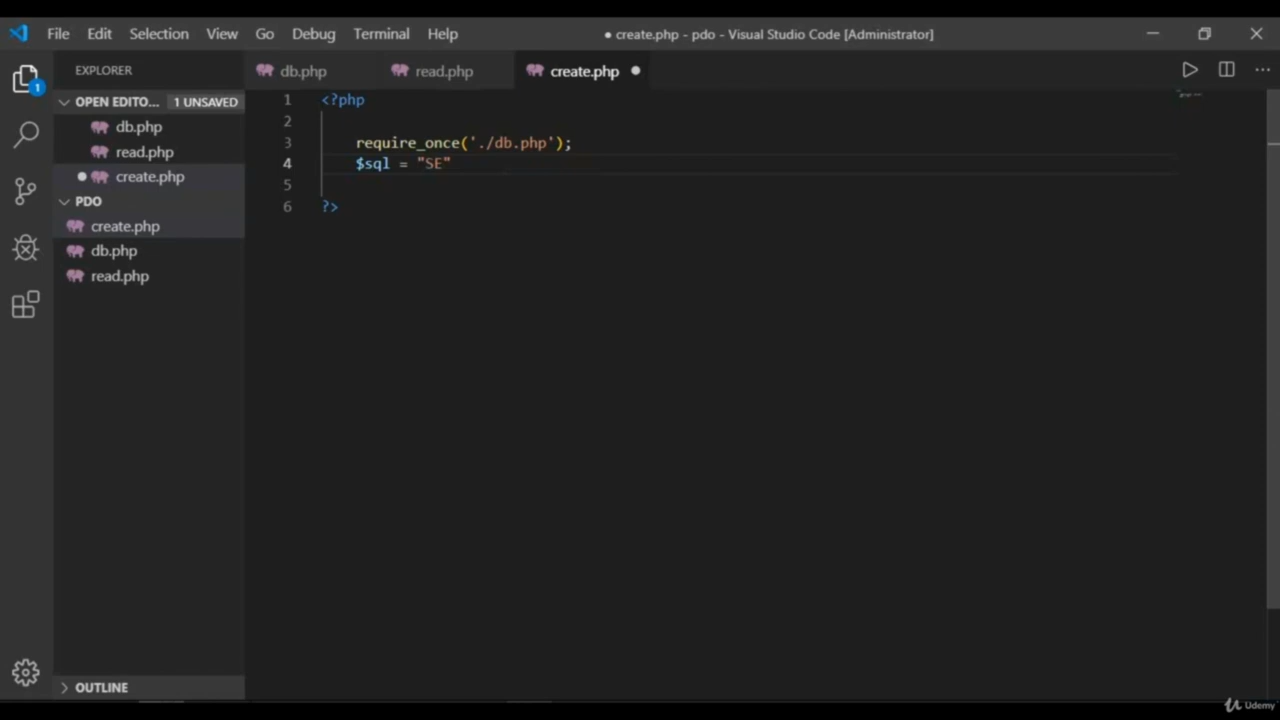 File Edit Selection View Go Debug Terminal Help
● create.php - pdo - Visual Studio Code [Administrator]
EXPLORER
db.php read.php create.php
1
OPEN EDITO... 1 UNSAVED
db.php
read.php
create.php
PDO
create.php
db.php
read.php
OUTLINE
1 <?php
2
3 require_once('./db.php');
4 $sql = "SE"
5
6 ?>
Udemy